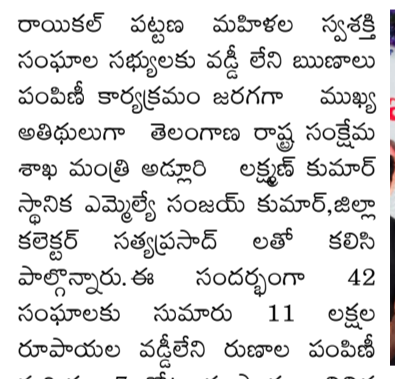 రాయికల్ పట్టణ మహిళల స్వశక్తి
సంఘాల సభ్యులకు వడ్డీ లేని ఋణాలు
పంపిణీ కార్యక్రమం జరగగా ముఖ్య
అతిథులుగా తెలంగాణ రాష్ట్ర సంక్షేమ
శాఖ మంత్రి అడ్లూరి లక్ష్మణ్ కుమార్
స్థానిక ఎమ్మెల్యే సంజయ్ కుమార్,జిల్లా
కలెక్టర్ సత్యప్రసాద్ లతో కలిసి
పాల్గొన్నారు.ఈ సందర్భంగా 42
సంఘాలకు సుమారు 11 లక్షల
రూపాయల వడ్డీలేని రుణాల పంపిణీ